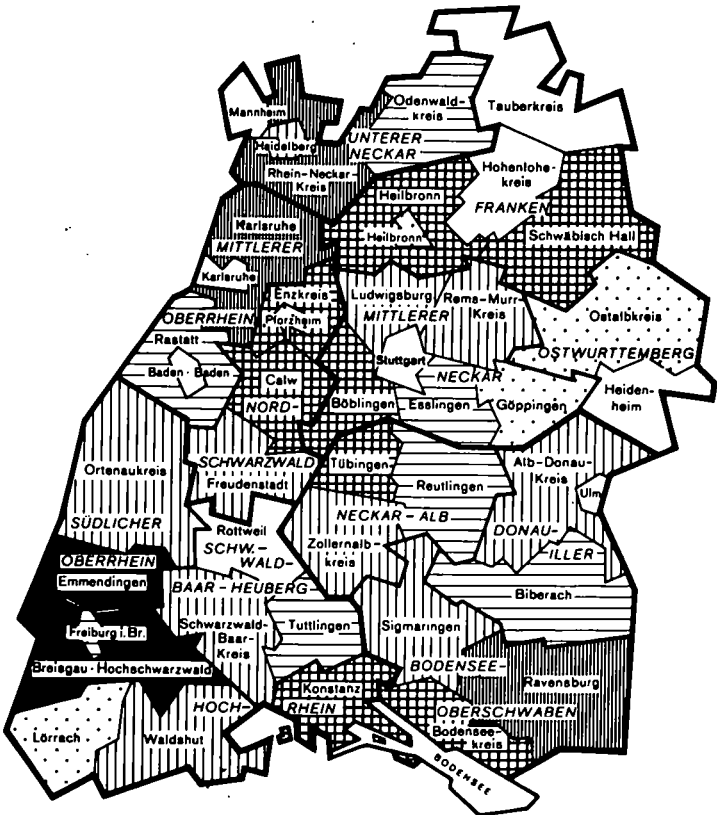 Odenwald-
kreis
Tauberkreis
Mannheim
Heidelberg
UNTERER
NECKAR
Rhein-Neckar-
Kreis
Hohenlohe-
kreis
FRANKEN
Heilbronn
Heilbronn
Schwäbisch Hall
Karlsruhe
MITTLERER
Karlsruhe
Enzkreis
Pforzheim
Ludwigsburg
MITTLERER
Rems-Murr-
Kreis
Ostalbkreis
OSTWURTTEMBERG
OBERRHEIN
Rastatt
Baden-Baden
Stuttgart
NECKAR
Calw
NORD-
Böblingen
Esslingen
Göppingen
Heiden-
heim
Ortenaukreis
SCHWARZWALD
Freudenstadt
Tübingen
Reutlingen
Alb-Donau-
Kreis
Ulm
SÜDLICHER
NECKAR-ALB
DONAU-
ILLER
Rottweil
SCHW.-
WALD-
Zollernalb-
kreis
OBERRHEIN
Emmendingen
BAAR-HEUBERG
Biberach
Freiburg i.Br.
Schwarzwald-
Baar-
Kreis
Tuttlingen
Sigmaringen
Breisgau-Hochschwarzwald
BODENSEE-
Ravensburg
Konstanz
HOCH-
RHEIN
OBERSCHWABEN
Lörrach
Waldshut
Bodensee-
kreis
BODENSEE